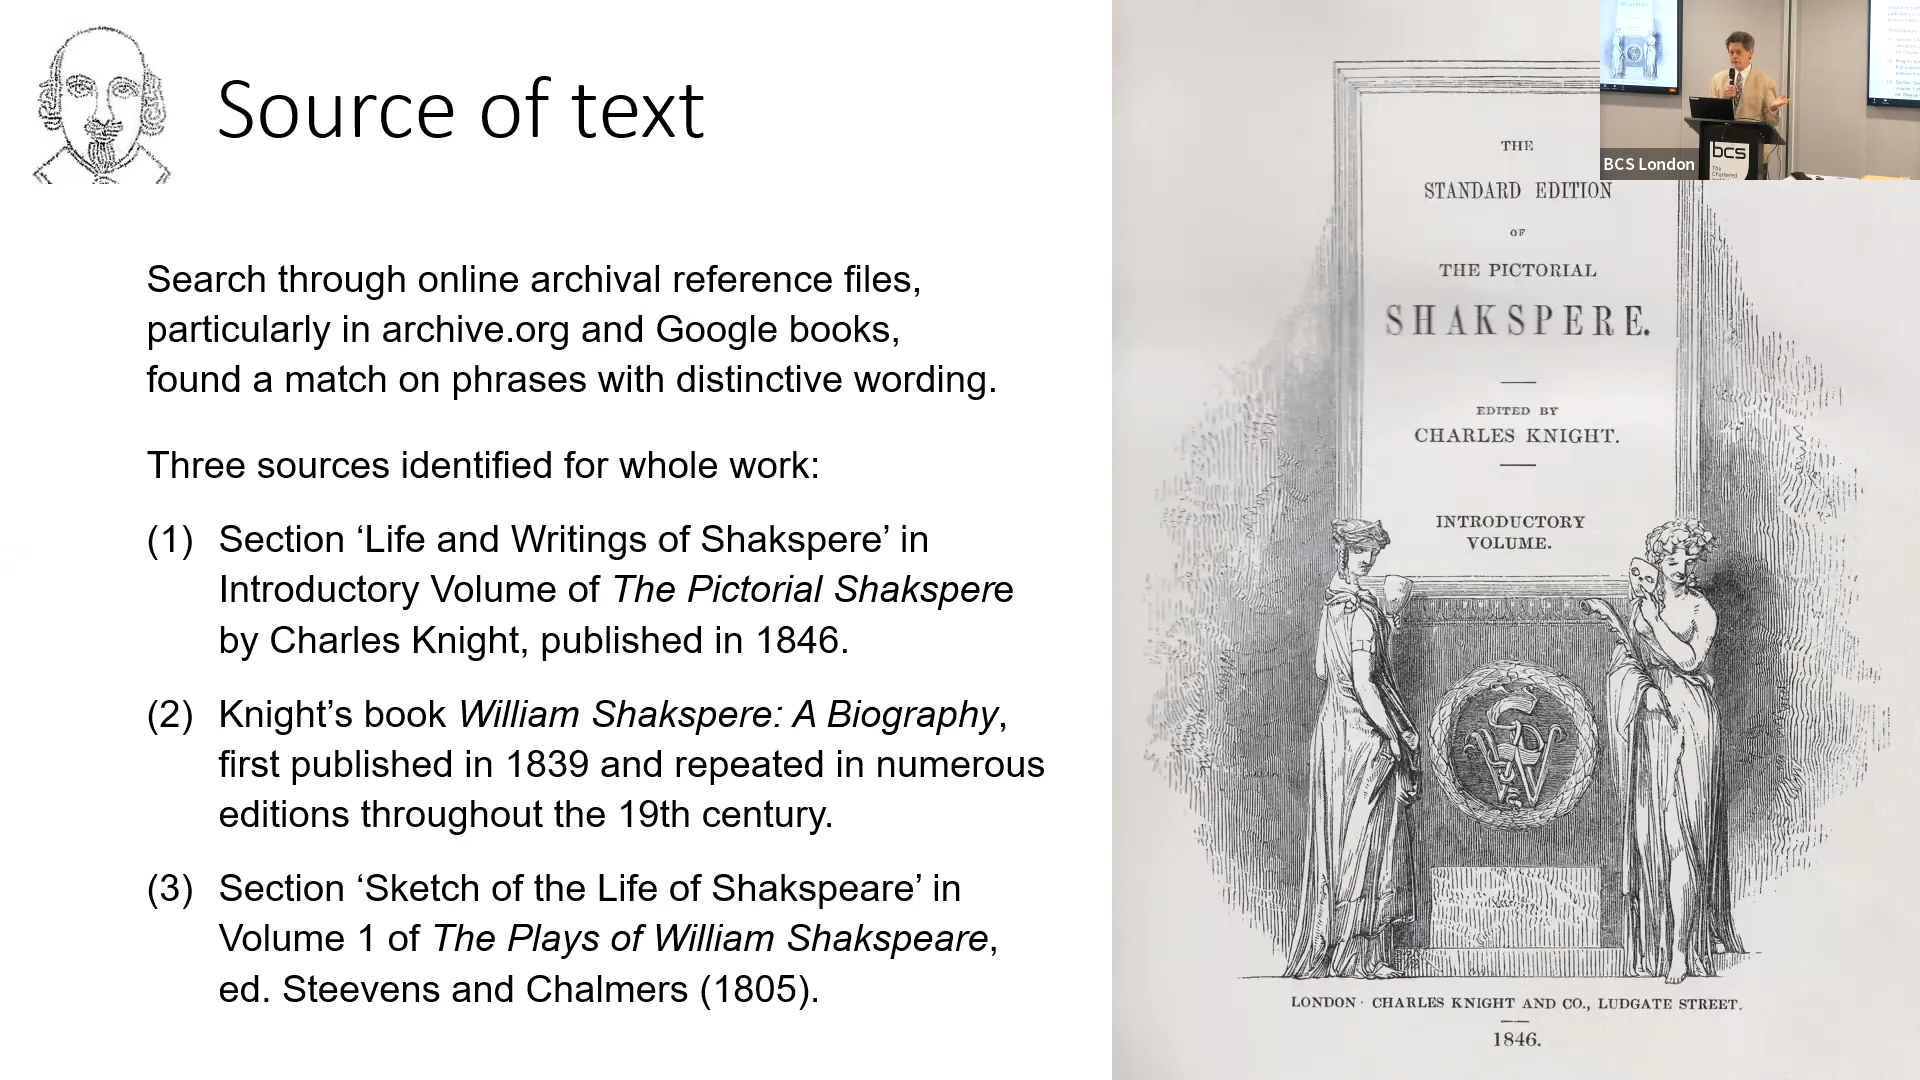 Source of text
Search through online archival reference files,
particularly in archive.org and Google books,
found a match on phrases with distinctive wording.
Three sources identified for whole work:
(1) Section ‘Life and Writings of Shakspere’ in
Introductory Volume of The Pictorial Shakspere
by Charles Knight, published in 1846.
(2) Knight’s book William Shakspere: A Biography,
first published in 1839 and repeated in numerous
editions throughout the 19th century.
(3) Section ‘Sketch of the Life of Shakspeare’ in
Volume 1 of The Plays of William Shakspeare,
ed. Steevens and Chalmers (1805).
THE
STANDARD EDITION
OF
THE PICTORIAL
SHAKSPERE.
EDITED BY
CHARLES KNIGHT.
INTRODUCTORY
VOLUME.
LONDON · CHARLES KNIGHT AND CO., LUDGATE STREET.
1846.
BCS London
bcs
The
Chartered